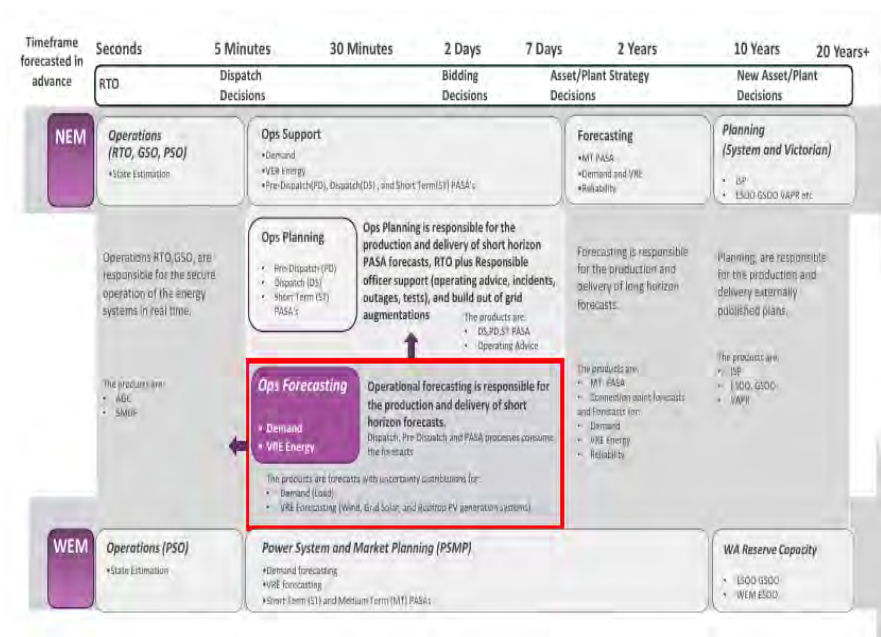 Timeframe
forecasted in
advance
Seconds
5 Minutes
30 Minutes
2 Days
7 Days
2 Years
10 Years
20 Years+
RTO
Dispatch
Decisions
Bidding
Decisions
Asset/Plant Strategy
Decisions
New Asset/Plant
Decisions
NEM
Operations
(RTO, GSO, PSO)
•State Estimation
Ops Support
•Demand
•VER Energy
•Pre-Dispatch(PD), Dispatch(DS) , and Short Term(ST) PASA's
Forecasting
•MT PASA
•Demand and VRE
•Reliability
Planning
(System and Victorian)
• ISP
• ESOO GSOO VAPR etc
Operations RTO,GSO, are
responsible for the secure
operation of the energy
systems in real time.
The products are:
• AGC
• SMOF
Ops Planning
• Pre-Dispatch (PD)
• Dispatch (DS)
• Short Term (ST)
PASA's
Ops Planning is responsible for the
production and delivery of short horizon
PASA forecasts, RTO plus Responsible
officer support (operating advice, incidents,
outages, tests), and build out of grid
augmentations
The products are:
• DS,PD,ST PASA
• Operating Advice
Forecasting is responsible
for the production and
delivery of long horizon
forecasts.
The products are:
• MT PASA
• Connection point forecasts
and Forecasts for:
• Demand
• VRE Energy
• Reliability
Planning, are responsible
for the production and
delivery externally
published plans.
The products are
• ISP
• ESOO, GSOO
• VAPR
Ops Forecasting
• Demand
• VRE Energy
Operational forecasting is responsible for
the production and delivery of short
horizon forecasts.
Dispatch, Pre Dispatch and PASA processes consume
the forecasts
The products are forecasts with uncertainty distributions for:
• Demand (Load)
• VRE Forecasting (Wind, Grid Solar, and Rooftop PV generation systems)
WEM
Operations (PSO)
•State Estimation
Power System and Market Planning (PSMP)
•Demand forecasting
•VRE forecasting
•Short Term (ST) and Medium Term (MT) PASAs
WA Reserve Capacity
• ESOO GSOO
• WEM ESOO